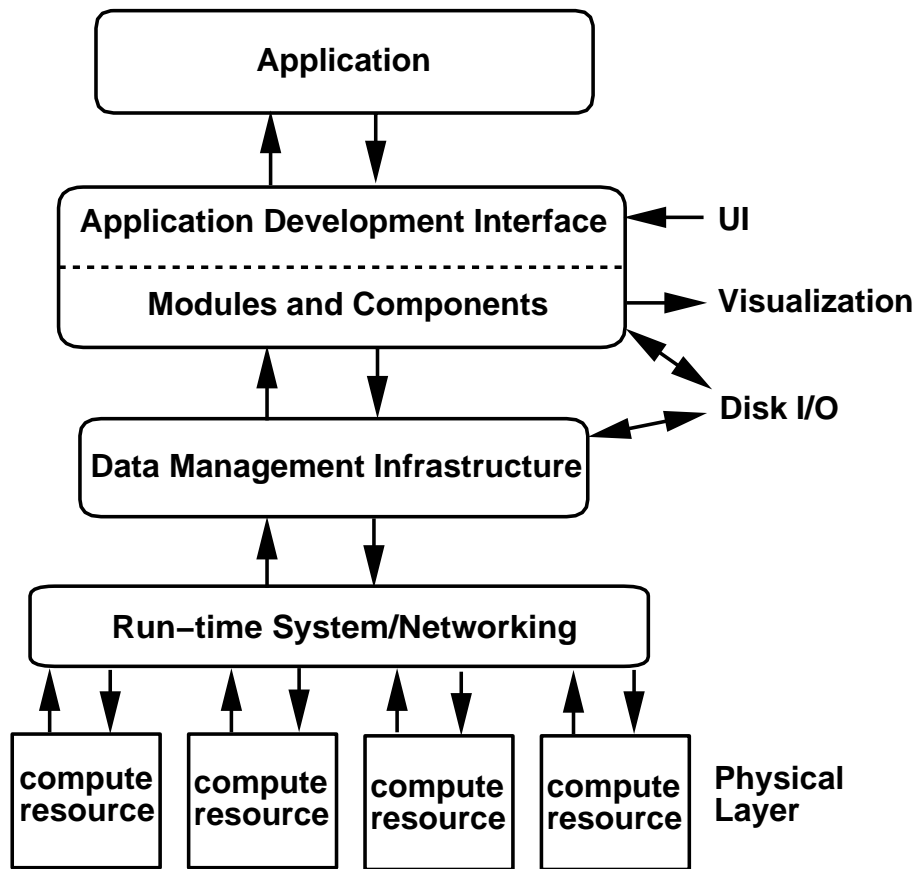 Application
Application Development Interface
UI
Modules and Components
Visualization
Disk I/O
Data Management Infrastructure
Run−time System/Networking
compute
resource
compute
resource
compute
resource
compute
resource
Physical
Layer